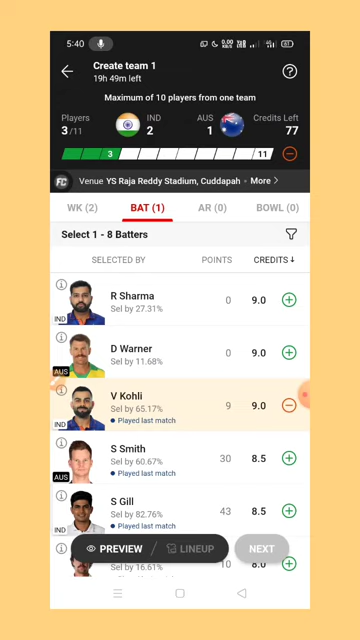 5:40
0.00
KB/S
61
Create team 1
19h 49m left
Maximum of 10 players from one team
Players
IND
AUS
Credits Left
3/11
2
1
77
3
11
FC
Venue YS Raja Reddy Stadium, Cuddapah • More >
WK (2)
BAT (1)
AR (0)
BOWL (0)
Select 1 - 8 Batters
SELECTED BY
POINTS
CREDITS↓
R Sharma
Sel by 27.31%
0
9.0
IND
D Warner
Sel by 11.68%
0
9.0
AUS
V Kohli
Sel by 65.17%
Played last match
9
9.0
IND
S Smith
Sel by 60.67%
Played last match
30
8.5
AUS
S Gill
Sel by 82.76%
Played last match
43
8.5
IND
PREVIEW
LINEUP
NEXT
Sel by 16.61%
10
8.0